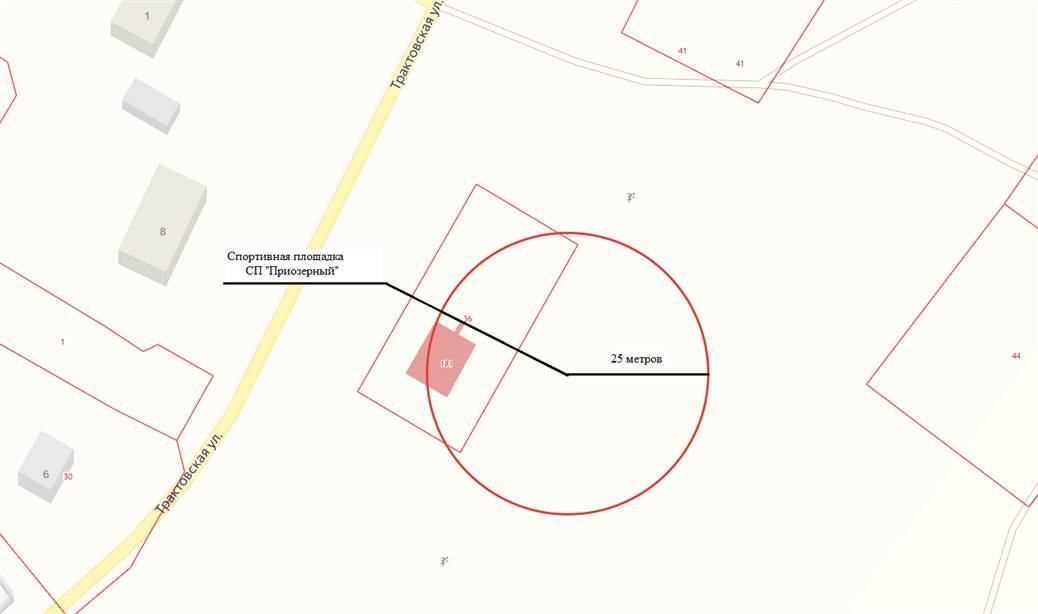 1
Трактовская ул.
41
41
8
Спортивная площадка
СП "Приозерный"
36
1
181
25 метров
44
6
30
Трактовская ул.